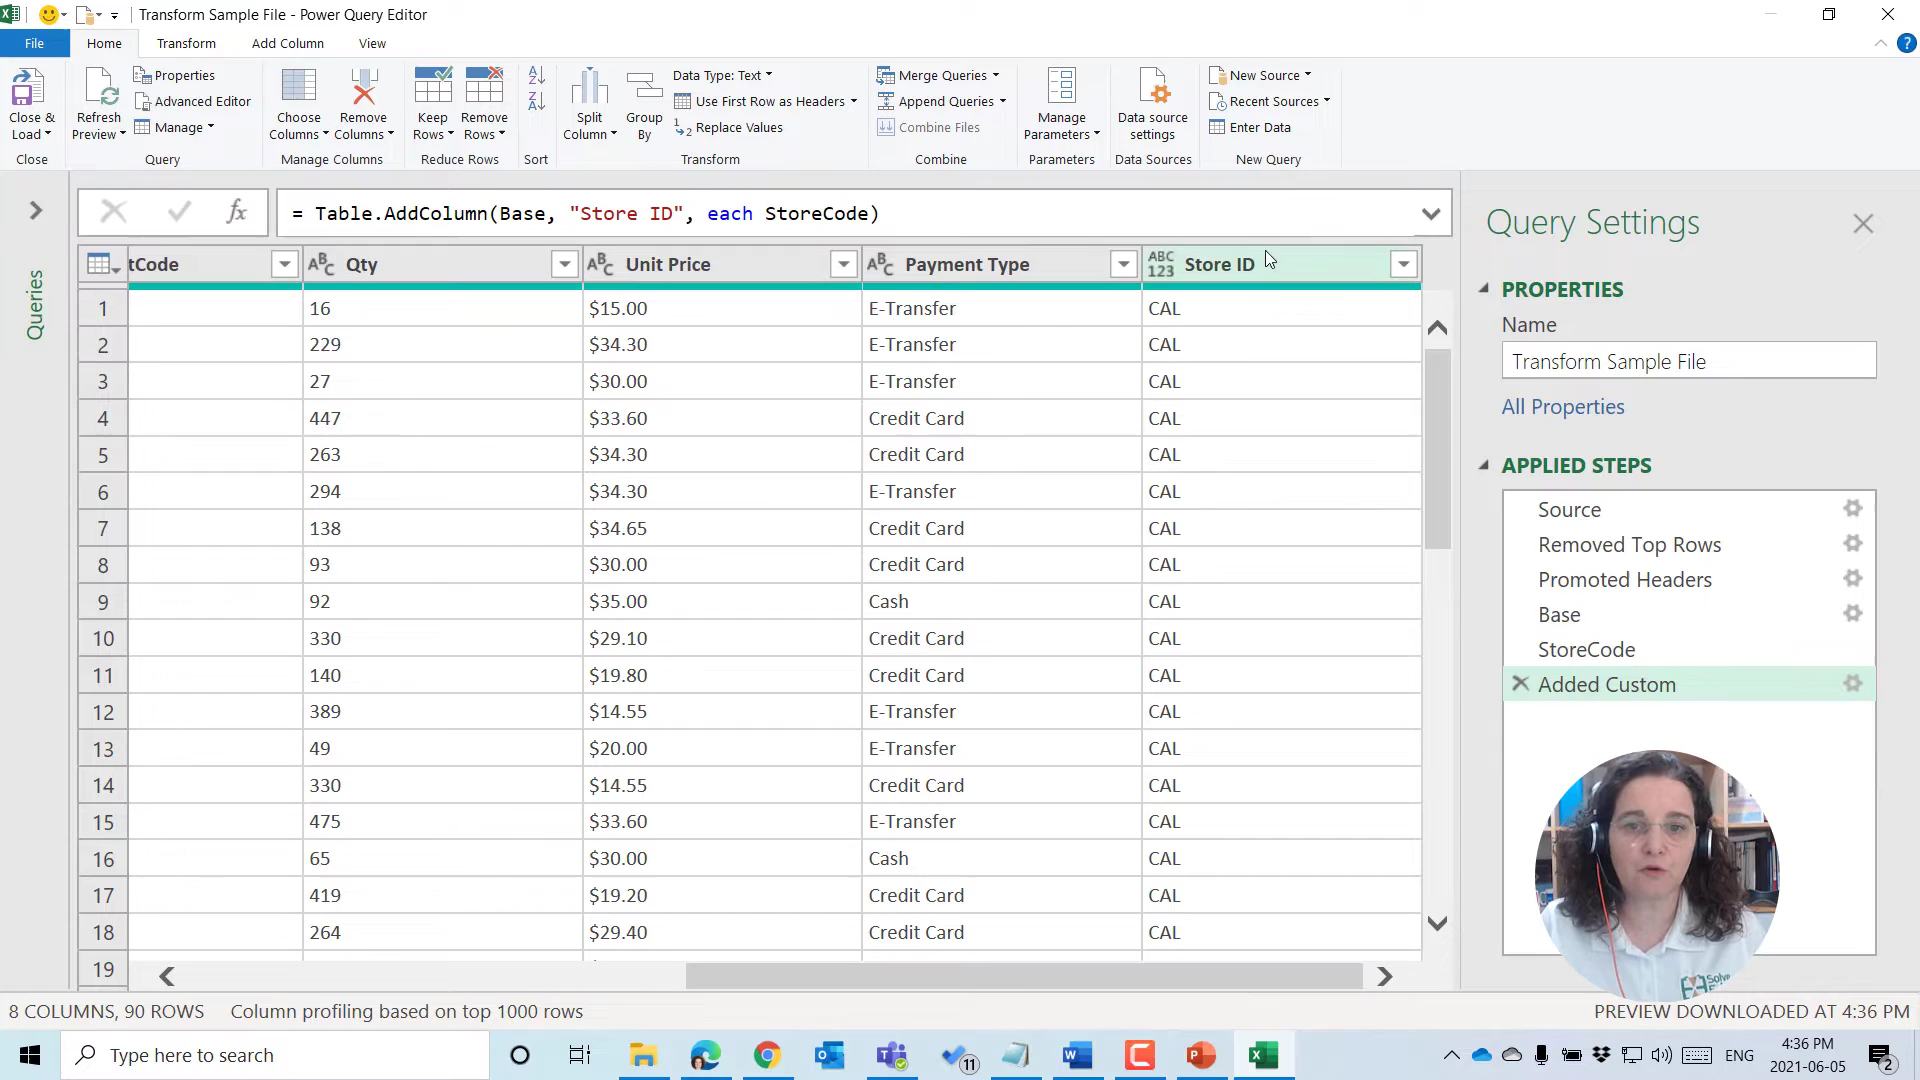 Transform Sample File - Power Query Editor
File Home Transform Add Column View
Close & Load
Close
Refresh Preview
Properties
Advanced Editor
Manage
Query
Choose Columns
Remove Columns
Manage Columns
Keep Rows
Remove Rows
Reduce Rows
Sort
Split Column
Group By
Data Type: Text
Use First Row as Headers
Replace Values
Transform
Merge Queries
Append Queries
Combine Files
Combine
Manage Parameters
Parameters
Data source settings
Data Sources
New Source
Recent Sources
Enter Data
New Query
Queries
fx = Table.AddColumn(Base, "Store ID", each StoreCode)
tCode ABC Qty ABC Unit Price ABC Payment Type ABC 123 Store ID
1 16 $15.00 E-Transfer CAL
2 229 $34.30 E-Transfer CAL
3 27 $30.00 E-Transfer CAL
4 447 $33.60 Credit Card CAL
5 263 $34.30 Credit Card CAL
6 294 $34.30 E-Transfer CAL
7 138 $34.65 Credit Card CAL
8 93 $30.00 Credit Card CAL
9 92 $35.00 Cash CAL
10 330 $29.10 Credit Card CAL
11 140 $19.80 Credit Card CAL
12 389 $14.55 E-Transfer CAL
13 49 $20.00 E-Transfer CAL
14 330 $14.55 Credit Card CAL
15 475 $33.60 E-Transfer CAL
16 65 $30.00 Cash CAL
17 419 $19.20 Credit Card CAL
18 264 $29.40 Credit Card CAL
19
Query Settings
PROPERTIES
Name
Transform Sample File
All Properties
APPLIED STEPS
Source
Removed Top Rows
Promoted Headers
Base
StoreCode
Added Custom
8 COLUMNS, 90 ROWS Column profiling based on top 1000 rows PREVIEW DOWNLOADED AT 4:36 PM
Type here to search
11
ENG
4:36 PM
2021-06-05
2